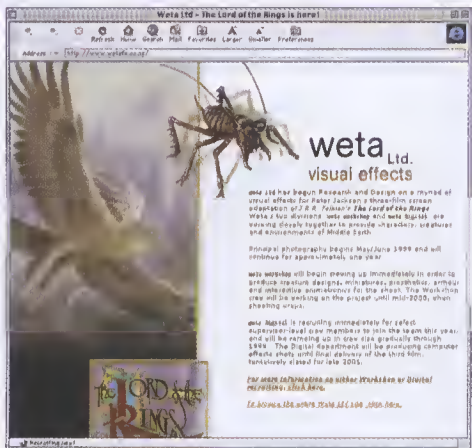 Weta Ltd - The Lord of the Rings is here!
Refresh Home Search Mail Favorites Larger Smaller Preferences
Address http://www.wetafx.co.nz/
weta Ltd.
visual effects
weta Ltd has begun Research and Design on a myriad of
visual effects for Peter Jackson's three-film screen
adaptation of J.R.R. Tolkien's The Lord of the Rings
Weta's two divisions, weta workshop and weta digital, are
working closely together to provide characters, creatures
and environments of Middle Earth
Principal photography begins May/June 1999 and will
continue for approximately one year
weta workshop will begin crewing up immediately in order to
produce creature designs, miniatures, prosthetics, armour
and interactive animatronics for the shoot. The Workshop
crew will be working on the project until mid-2000, when
shooting wraps.
weta digital is recruiting immediately for select
supervisor-level crew members to join the team this year,
and will be ramping up in crew size gradually through
1999. The Digital department will be producing computer
effects shots until final delivery of the third film,
tentatively slated for late 2001.
For more information on either Workshop or Digital
recruiting, click here.
To browse the entire Weta Ltd site, click here.
The LORD of the
RINGS